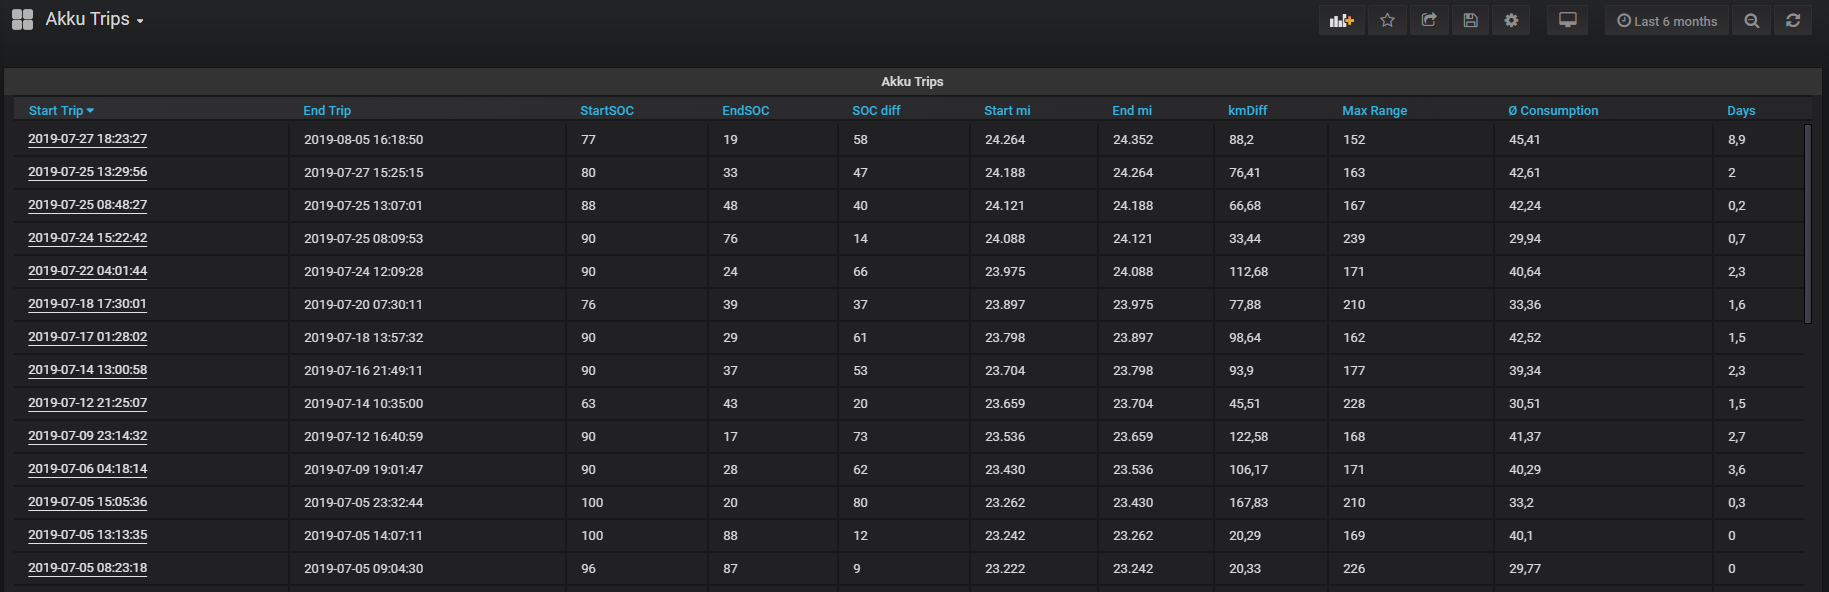 Akku Trips
Last 6 months
Akku Trips
Start Trip End Trip StartSOC EndSOC SOC diff Start mi End mi kmDiff Max Range Ø Consumption Days
2019-07-27 18:23:27 2019-08-05 16:18:50 77 19 58 24.264 24.352 88,2 152 45,41 8,9
2019-07-25 13:29:56 2019-07-27 15:25:15 80 33 47 24.188 24.264 76,41 163 42,61 2
2019-07-25 08:48:27 2019-07-25 13:07:01 88 48 40 24.121 24.188 66,68 167 42,24 0,2
2019-07-24 15:22:42 2019-07-25 08:09:53 90 76 14 24.088 24.121 33,44 239 29,94 0,7
2019-07-22 04:01:44 2019-07-24 12:09:28 90 24 66 23.975 24.088 112,68 171 40,64 2,3
2019-07-18 17:30:01 2019-07-20 07:30:11 76 39 37 23.897 23.975 77,88 210 33,36 1,6
2019-07-17 01:28:02 2019-07-18 13:57:32 90 29 61 23.798 23.897 98,64 162 42,52 1,5
2019-07-14 13:00:58 2019-07-16 21:49:11 90 37 53 23.704 23.798 93,9 177 39,34 2,3
2019-07-12 21:25:07 2019-07-14 10:35:00 63 43 20 23.659 23.704 45,51 228 30,51 1,5
2019-07-09 23:14:32 2019-07-12 16:40:59 90 17 73 23.536 23.659 122,58 168 41,37 2,7
2019-07-06 04:18:14 2019-07-09 19:01:47 90 28 62 23.430 23.536 106,17 171 40,29 3,6
2019-07-05 15:05:36 2019-07-05 23:32:44 100 20 80 23.262 23.430 167,83 210 33,2 0,3
2019-07-05 13:13:35 2019-07-05 14:07:11 100 88 12 23.242 23.262 20,29 169 40,1 0
2019-07-05 08:23:18 2019-07-05 09:04:30 96 87 9 23.222 23.242 20,33 226 29,77 0